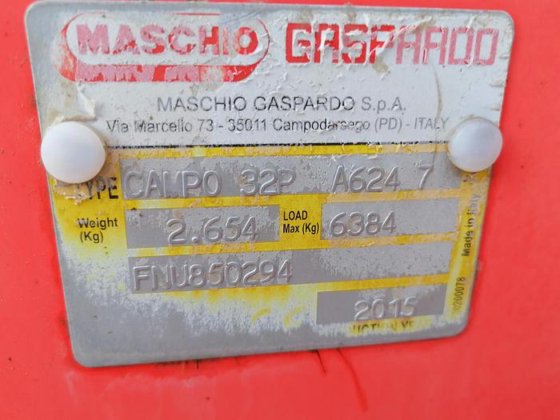 MASCHIO GASPARDO
MASCHIO GASPARDO S.p.A.
Via Marcello 73 - 35011 Campodarsego (PD) - ITALY
TYPE CAMPO 32P A624 7
Weight (Kg) 2.654 LOAD Max (Kg) 6384
FNU850294
2015
Made in Italy